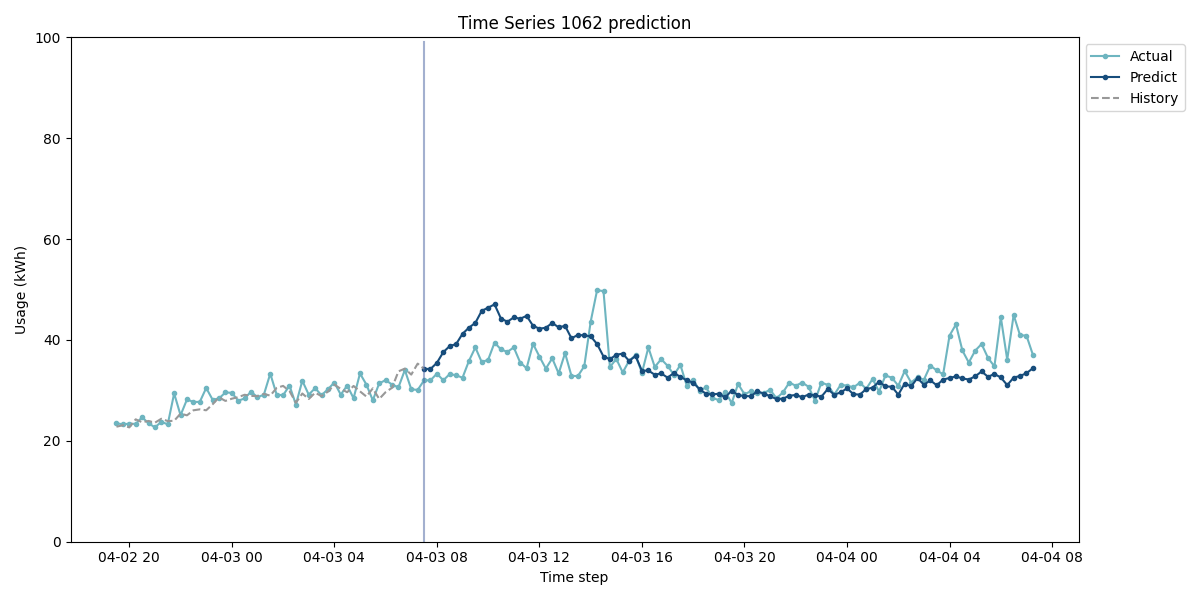 Time Series 1062 prediction
100
80
60
40
20
0
Usage (kWh)
04-02 20
04-03 00
04-03 04
04-03 08
04-03 12
04-03 16
04-03 20
04-04 00
04-04 04
04-04 08
Time step
Actual
Predict
History